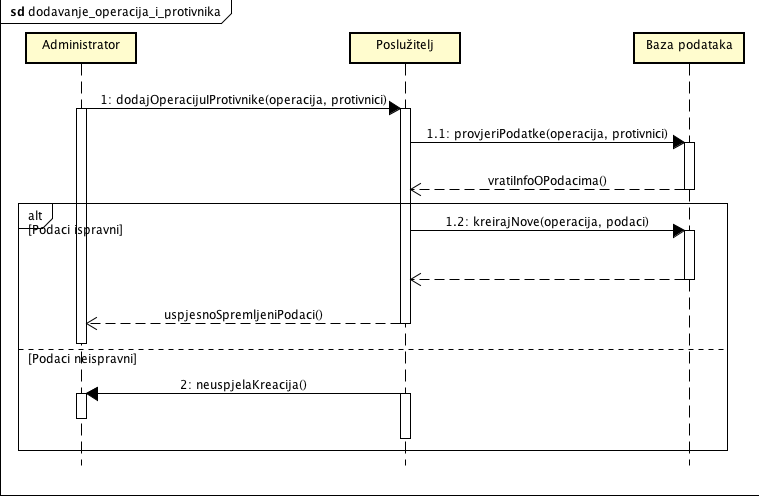 sd dodavanje_operacija_i_protivnika
Administrator
Poslužitelj
Baza podataka
1: dodajOperacijuIProtivnike(operacija, protivnici)
1.1: provjeriPodatke(operacija, protivnici)
vratiInfoOPodacima()
alt
[Podaci ispravni]
1.2: kreirajNove(operacija, podaci)
uspjesnoSpremljeniPodaci()
[Podaci neispravni]
2: neuspjelaKreacija()